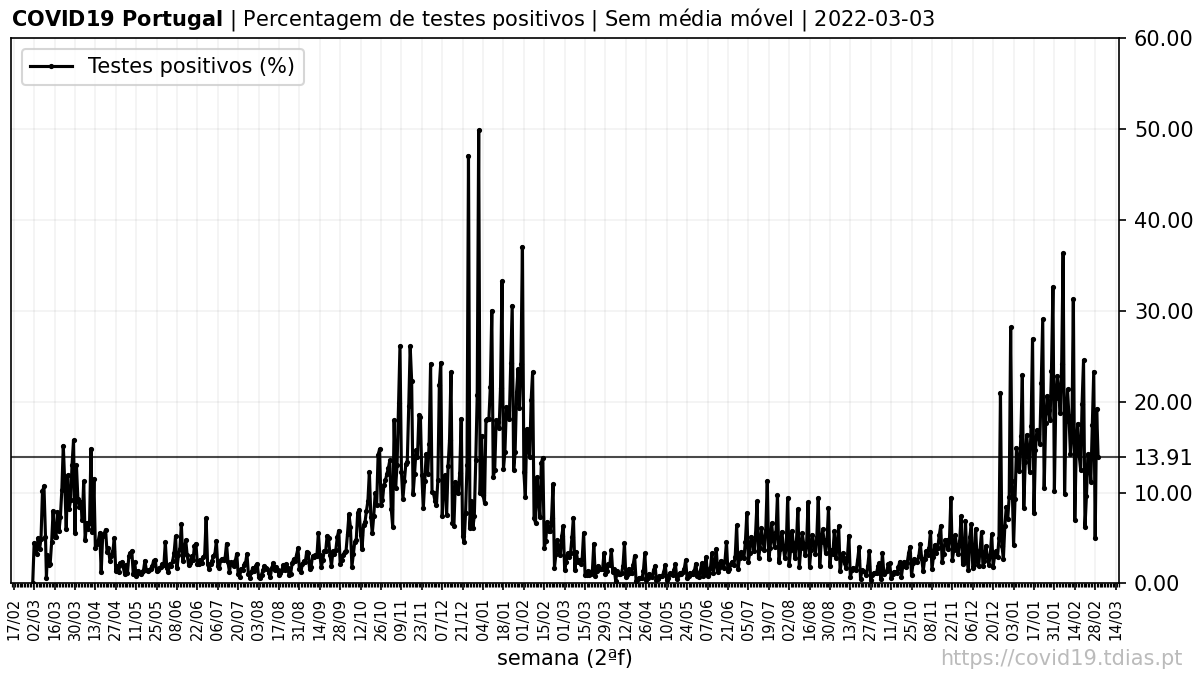 COVID19 Portugal | Percentagem de testes positivos | Sem média móvel | 2022-03-03
Testes positivos (%)
60.00
50.00
40.00
30.00
20.00
13.91
10.00
0.00
17/02 02/03 16/03 30/03 13/04 27/04 11/05 25/05 08/06 22/06 06/07 20/07 03/08 17/08 31/08 14/09 28/09 12/10 26/10 09/11 23/11 07/12 21/12 04/01 18/01 01/02 15/02 01/03 15/03 29/03 12/04 26/04 10/05 24/05 07/06 21/06 05/07 19/07 02/08 16/08 30/08 13/09 27/09 11/10 25/10 08/11 22/11 06/12 20/12 03/01 17/01 31/01 14/02 28/02 14/03
semana (2ªf)
https://covid19.tdias.pt